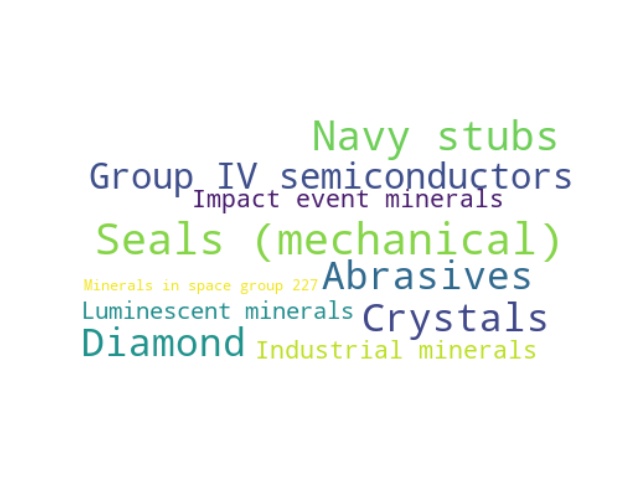 Navy stubs
Group IV semiconductors
Impact event minerals
Seals (mechanical)
Minerals in space group 227
Abrasives
Luminescent minerals
Crystals
Diamond
Industrial minerals